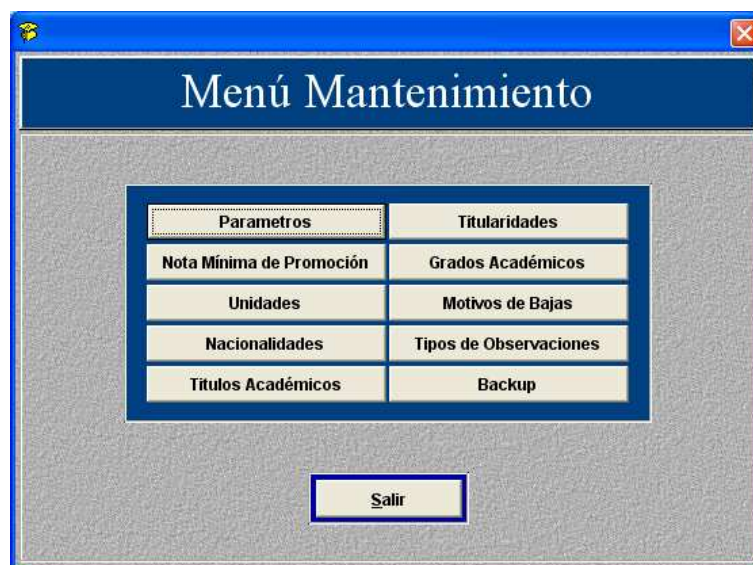 Menú Mantenimiento
Parametros Titularidades
Nota Mínima de Promoción Grados Académicos
Unidades Motivos de Bajas
Nacionalidades Tipos de Observaciones
Titulos Académicos Backup
Salir